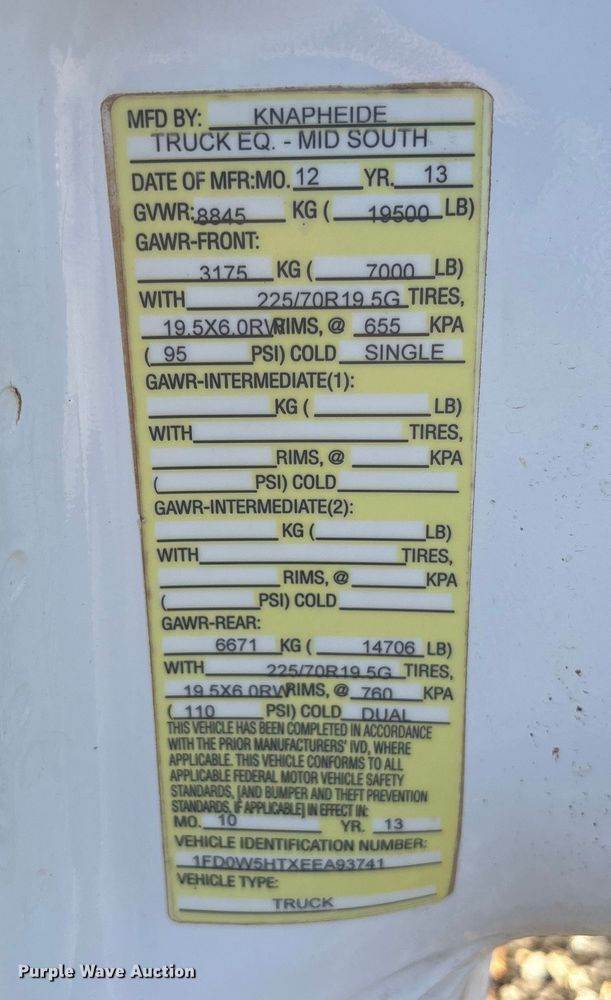 MFD BY: KNAPHEIDE
TRUCK EQ. - MID SOUTH
DATE OF MFR:MO. 12 YR. 13
GVWR: 8845 KG ( 19500 LB)
GAWR-FRONT:
3175 KG ( 7000 LB)
WITH 225/70R19.5G TIRES,
19.5X6.0RW RIMS, @ 655 KPA
( 95 PSI) COLD SINGLE
GAWR-INTERMEDIATE(1):
KG ( LB)
WITH TIRES,
RIMS, @ KPA
( PSI) COLD
GAWR-INTERMEDIATE(2):
KG ( LB)
WITH TIRES,
RIMS, @ KPA
( PSI) COLD
GAWR-REAR:
6671 KG ( 14706 LB)
WITH 225/70R19.5G TIRES,
19.5X6.0RW RIMS, @ 760 KPA
( 110 PSI) COLD DUAL
THIS VEHICLE HAS BEEN COMPLETED IN ACCORDANCE
WITH THE PRIOR MANUFACTURERS' IVD, WHERE
APPLICABLE. THIS VEHICLE CONFORMS TO ALL
APPLICABLE FEDERAL MOTOR VEHICLE SAFETY
STANDARDS, [AND BUMPER AND THEFT PREVENTION
STANDARDS, IF APPLICABLE] IN EFFECT IN:
MO. 10 YR. 13
VEHICLE IDENTIFICATION NUMBER:
1FD0W5HTXEEA93741
VEHICLE TYPE:
TRUCK
Purple Wave Auction